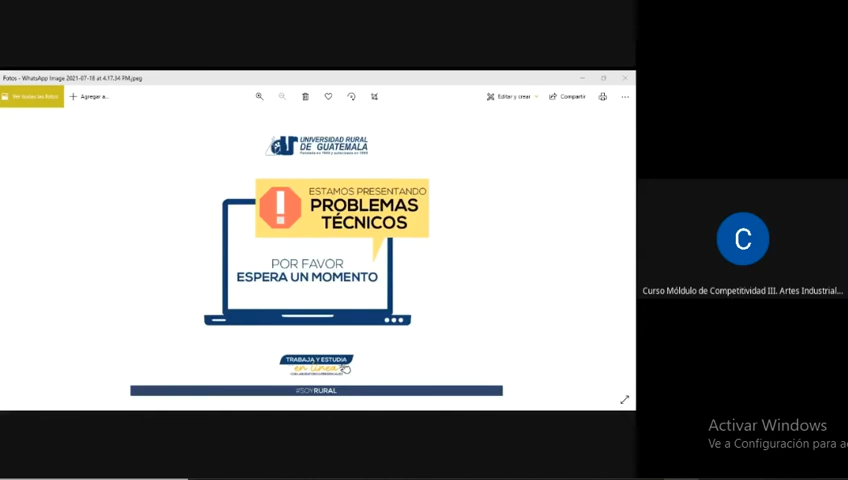 Fotos - WhatsApp Image 2021-07-18 at 4.17.34 PM.jpeg
Ver todas las fotos
Agregar a..
Editar y crear
Compartir
UNIVERSIDAD RURAL
DE GUATEMALA
ESTAMOS PRESENTANDO
PROBLEMAS
TÉCNICOS
POR FAVOR
ESPERA UN MOMENTO
TRABAJA Y ESTUDIA
en línea
#SOYRURAL
C
Curso Móldulo de Competitividad III. Artes Industrial...
Activar Windows
Ve a Configuración para a